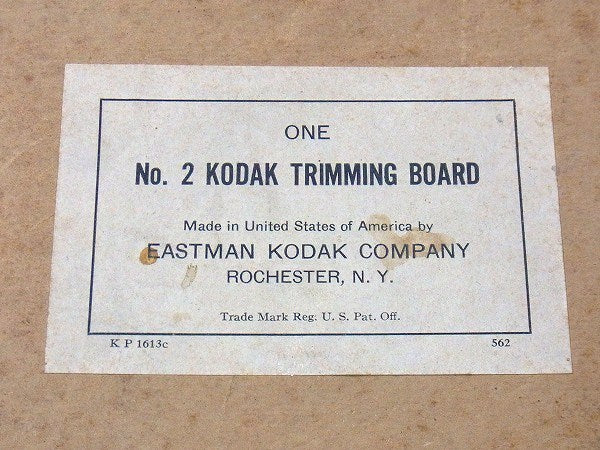 ONE
No. 2 KODAK TRIMMING BOARD
Made in United States of America by
EASTMAN KODAK COMPANY
ROCHESTER, N. Y.
Trade Mark Reg. U. S. Pat. Off.
K P 1613c 562